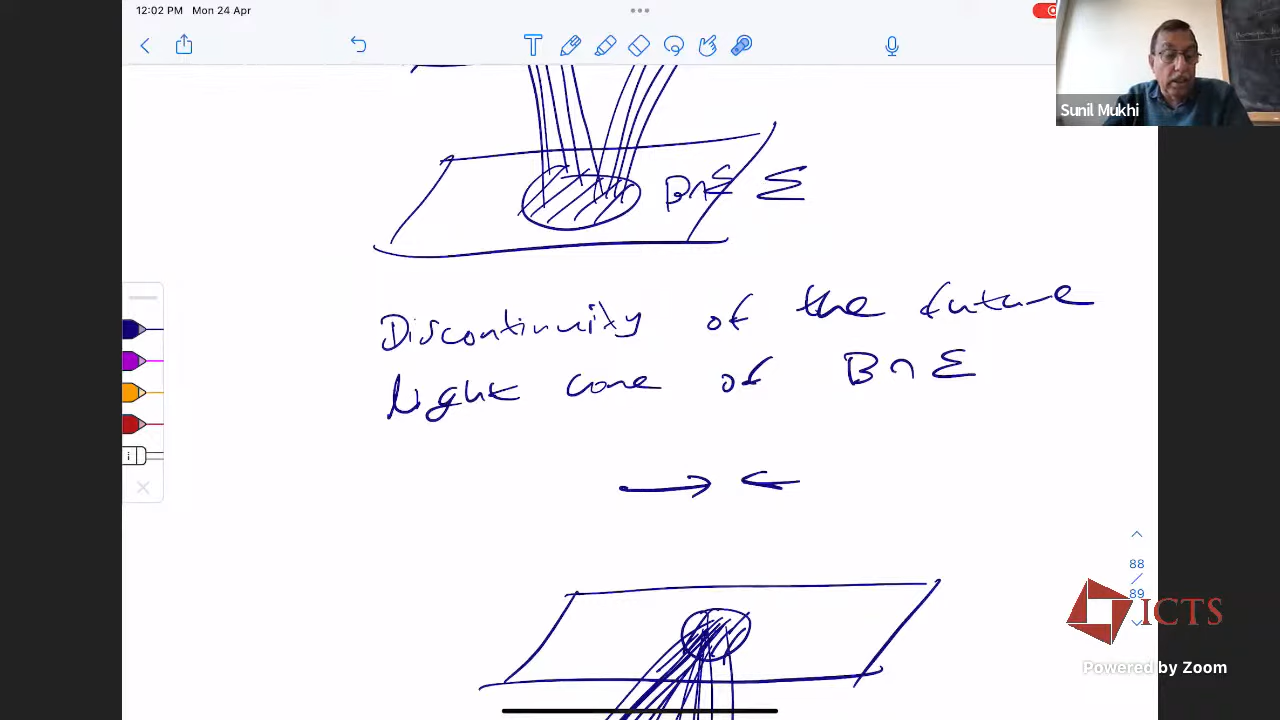 12:02 PM Mon 24 Apr
Sunil Mukhi
B∩Σ Σ
Discontinuity of the future
light cone of B∩Σ
88
/
89
ICTS
Powered by Zoom